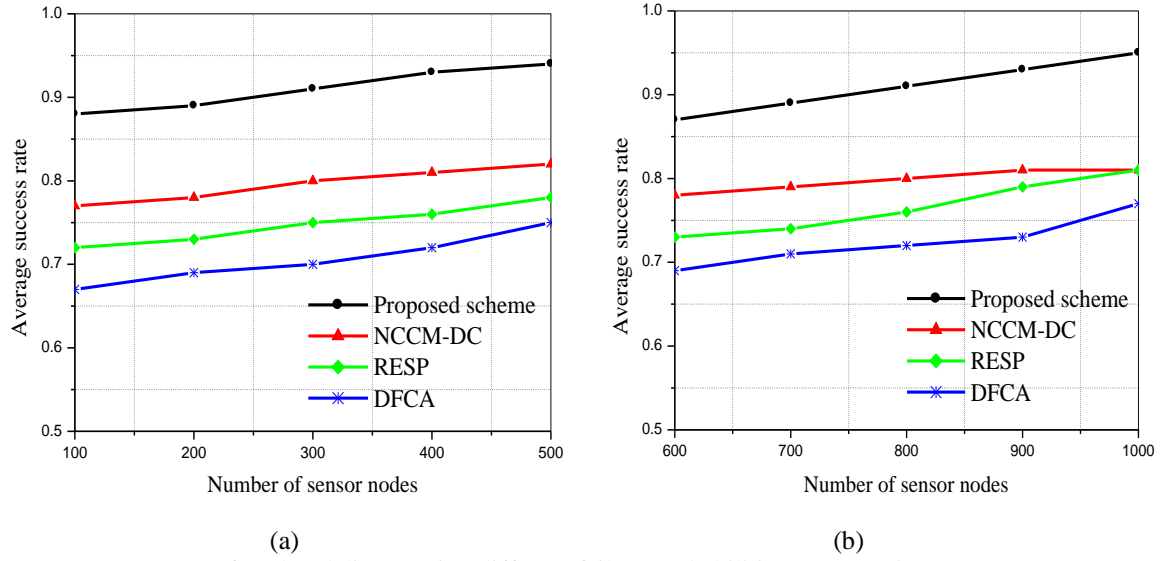 1.0
0.9
0.8
0.7
0.6
0.5
Average success rate
100 200 300 400 500
Number of sensor nodes
Proposed scheme
NCCM-DC
RESP
DFCA
(a)
1.0
0.9
0.8
0.7
0.6
0.5
Average success rate
600 700 800 900 1000
Number of sensor nodes
Proposed scheme
NCCM-DC
RESP
DFCA
(b)